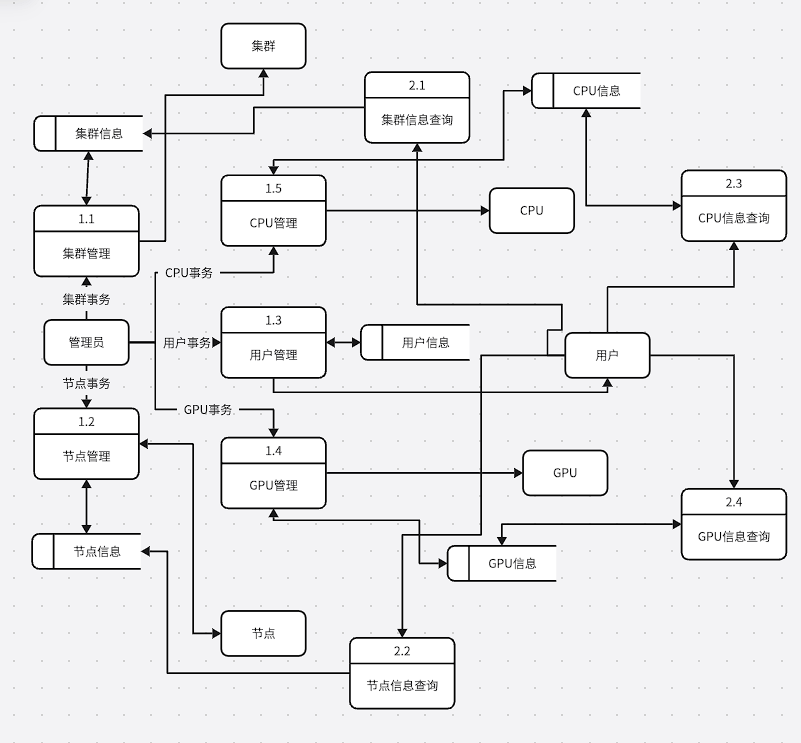 集群
2.1
集群信息查询
CPU信息
集群信息
1.5
CPU管理
2.3
CPU信息查询
CPU
1.1
集群管理
CPU事务
集群事务
1.3
用户管理
管理员
用户事务
用户信息
用户
节点事务
GPU事务
1.2
节点管理
1.4
GPU管理
GPU
2.4
GPU信息查询
节点信息
GPU信息
节点
2.2
节点信息查询